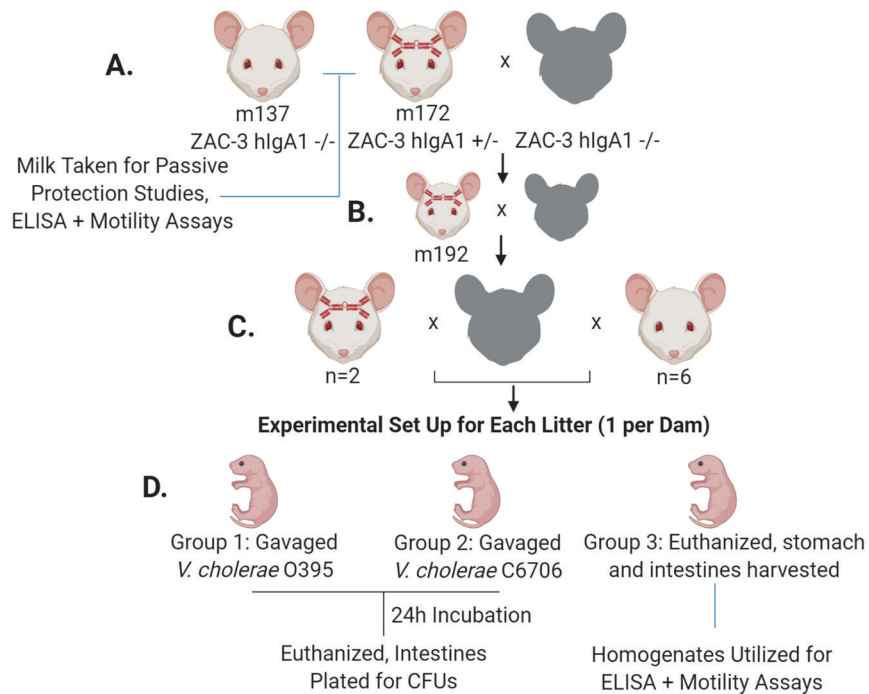 A.
x
m137
m172
ZAC-3 hIgA1 -/-
ZAC-3 hIgA1 +/-
ZAC-3 hIgA1 -/-
Milk Taken for Passive
Protection Studies,
ELISA + Motility Assays
B.
x
m192
C.
x
x
n=2
n=6
Experimental Set Up for Each Litter (1 per Dam)
D.
Group 1: Gavaged
V. cholerae O395
Group 2: Gavaged
V. cholerae C6706
Group 3: Euthanized, stomach
and intestines harvested
24h Incubation
Euthanized, Intestines
Plated for CFUs
Homogenates Utilized for
ELISA + Motility Assays